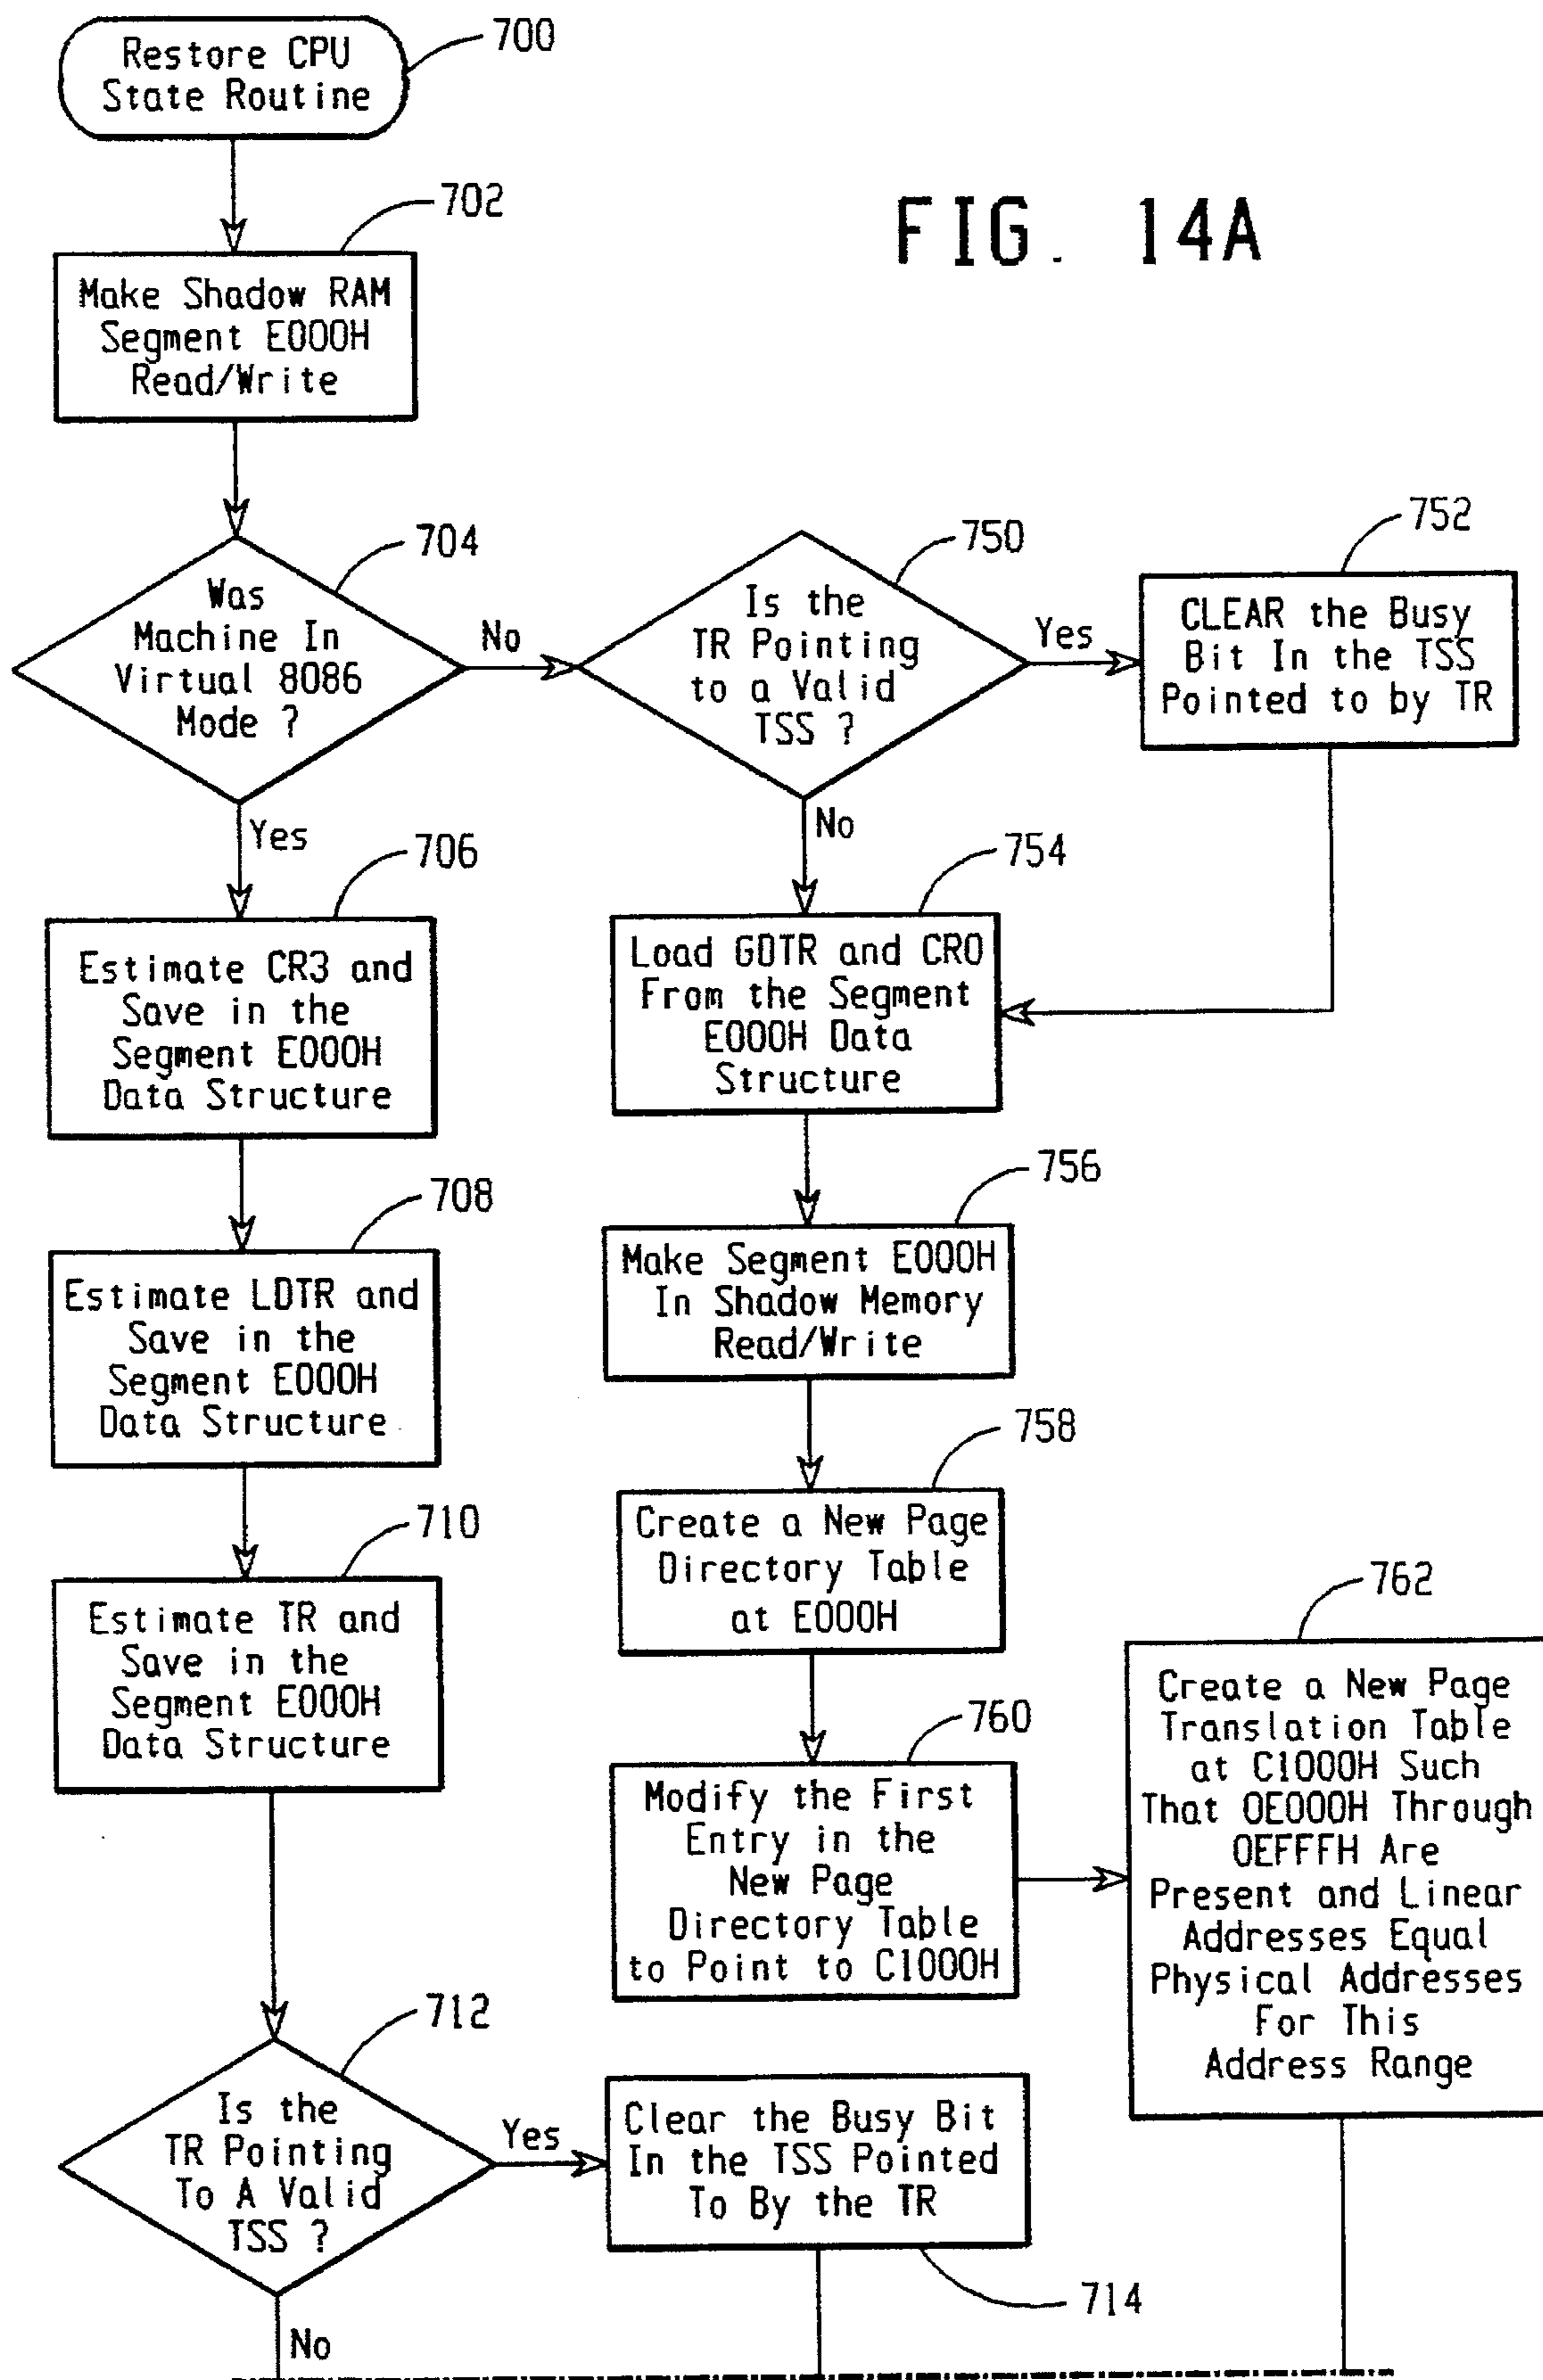 Restore CPU
State Routine
700
FIG. 14A
702
Make Shadow RAM
Segment E000H
Read/Write
704
Was
Machine In
Virtual 8086
Mode ?
No
Yes
750
Is the
TR Pointing
to a Valid
TSS ?
Yes
No
752
CLEAR the Busy
Bit In the TSS
Pointed to by TR
706
Estimate CR3 and
Save in the
Segment E000H
Data Structure
754
Load GDTR and CR0
From the Segment
E000H Data
Structure
708
Estimate LDTR and
Save in the
Segment E000H
Data Structure
756
Make Segment E000H
In Shadow Memory
Read/Write
758
Create a New Page
Directory Table
at E000H
710
Estimate TR and
Save in the
Segment E000H
Data Structure
760
Modify the First
Entry in the
New Page
Directory Table
to Point to C1000H
762
Create a New Page
Translation Table
at C1000H Such
That 0E000H Through
0EFFFH Are
Present and Linear
Addresses Equal
Physical Addresses
For This
Address Range
712
Is the
TR Pointing
To A Valid
TSS ?
Yes
No
Clear the Busy Bit
In the TSS Pointed
To By the TR
714